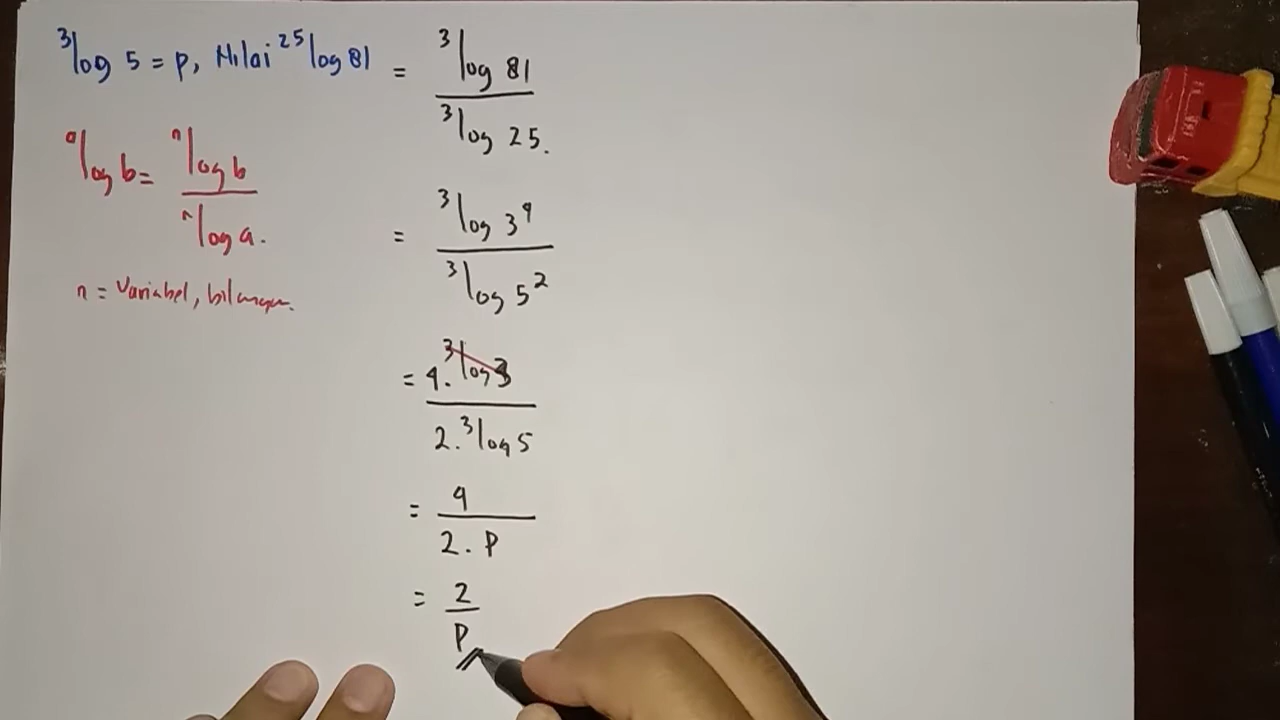 ³log 5 = p, Nilai ²⁵log 81 = ³log 81 / ³log 25.
ᵃlog b = ⁿlog b / ⁿlog a.
n = Variabel, bilangan.
= ³log 3⁴ / ³log 5²
= 4 . ³log 3 / 2 . ³log 5
= 4 / 2 . P
= 2 / P